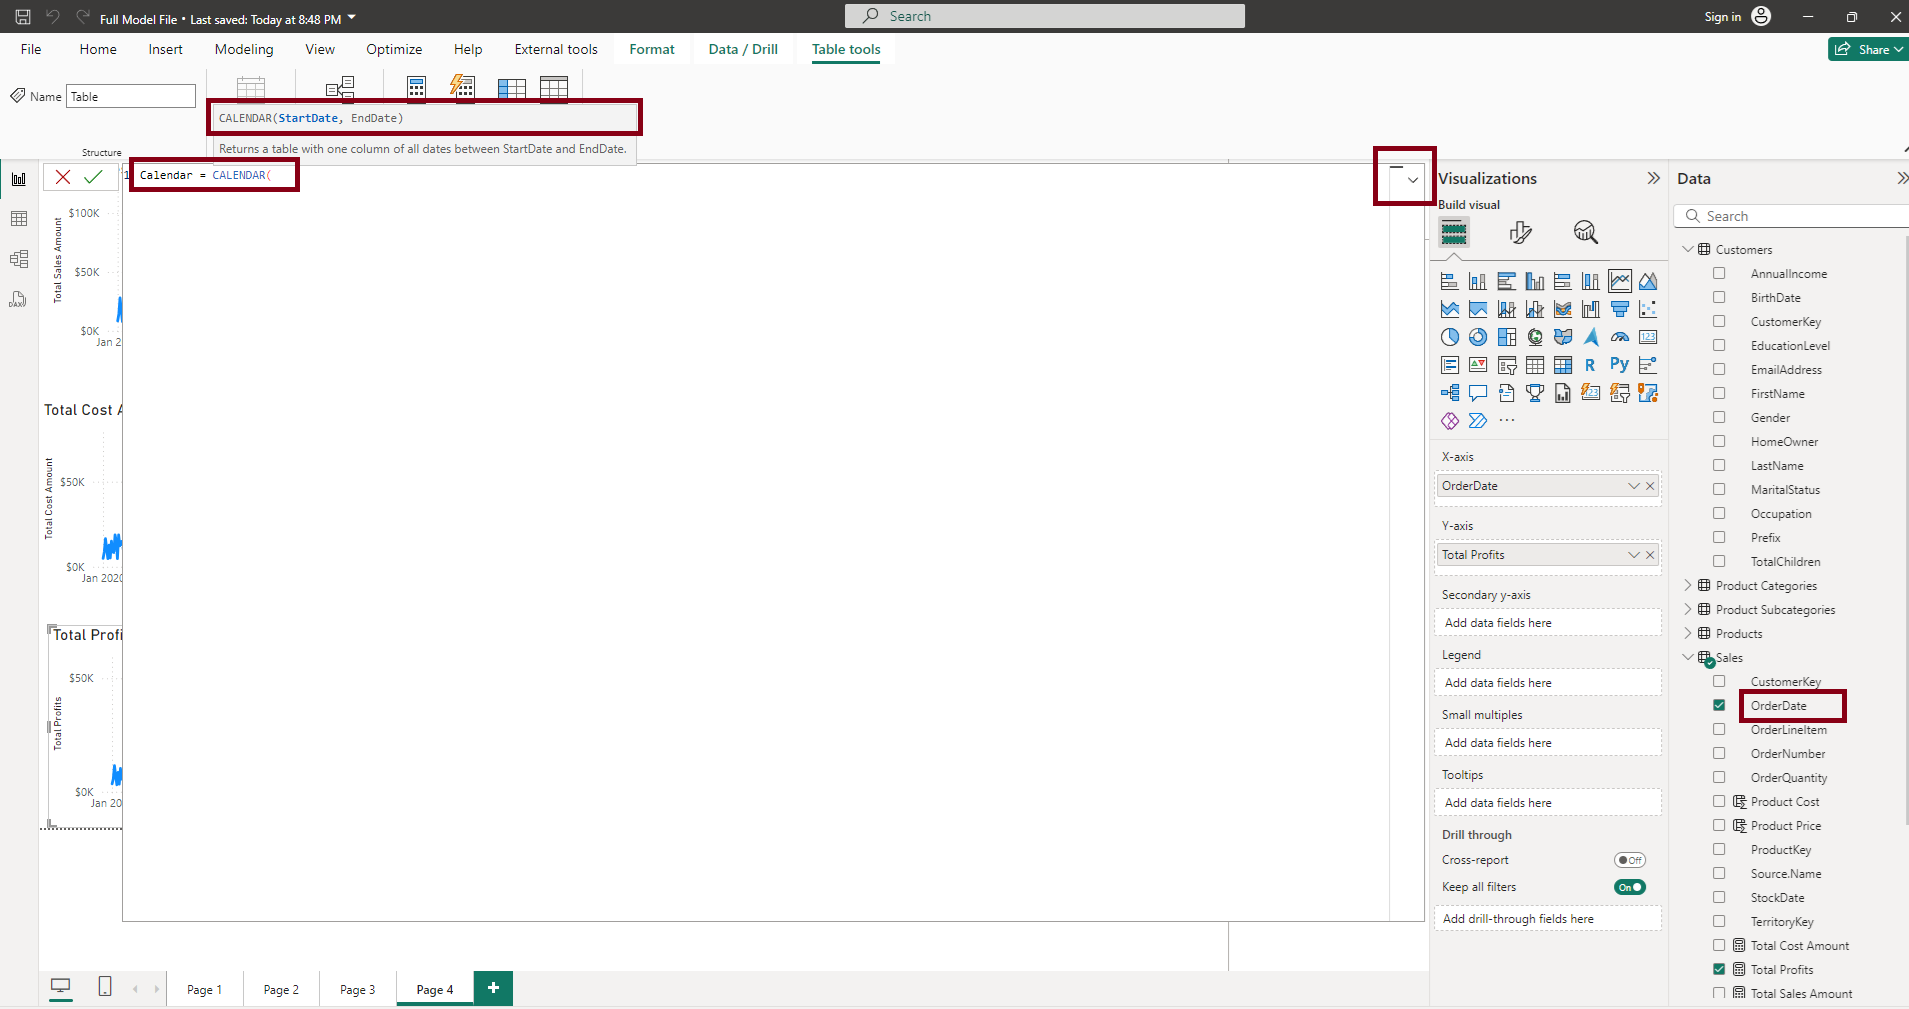 Full Model File • Last saved: Today at 8:48 PM
Search
Sign in
File
Home
Insert
Modeling
View
Optimize
Help
External tools
Format
Data / Drill
Table tools
Share
Name
Table
Structure
CALENDAR(StartDate, EndDate)
Returns a table with one column of all dates between StartDate and EndDate.
1 Calendar = CALENDAR(
Total Sales Amount
$100K
$50K
$0K
Jan 2
Total Cost A
Total Cost Amount
$50K
$0K
Jan 2020
Total Profi
Total Profits
$50K
$0K
Jan 20
Visualizations
Build visual
R
Py
123
123
X-axis
OrderDate
Y-axis
Total Profits
Secondary y-axis
Add data fields here
Legend
Add data fields here
Small multiples
Add data fields here
Tooltips
Add data fields here
Drill through
Cross-report
Off
Keep all filters
On
Add drill-through fields here
Data
Search
Customers
AnnualIncome
BirthDate
CustomerKey
EducationLevel
EmailAddress
FirstName
Gender
HomeOwner
LastName
MaritalStatus
Occupation
Prefix
TotalChildren
Product Categories
Product Subcategories
Products
Sales
CustomerKey
OrderDate
OrderLineItem
OrderNumber
OrderQuantity
Product Cost
Product Price
ProductKey
Source.Name
StockDate
TerritoryKey
Total Cost Amount
Total Profits
Total Sales Amount
DAX
Page 1
Page 2
Page 3
Page 4